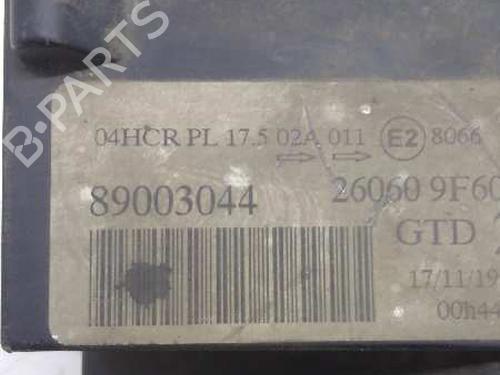 B-PARTS
04HCR PL 17.5 02A 011 E2 8066
89003044
26060 9F60
GTD
17/11/19
00h44